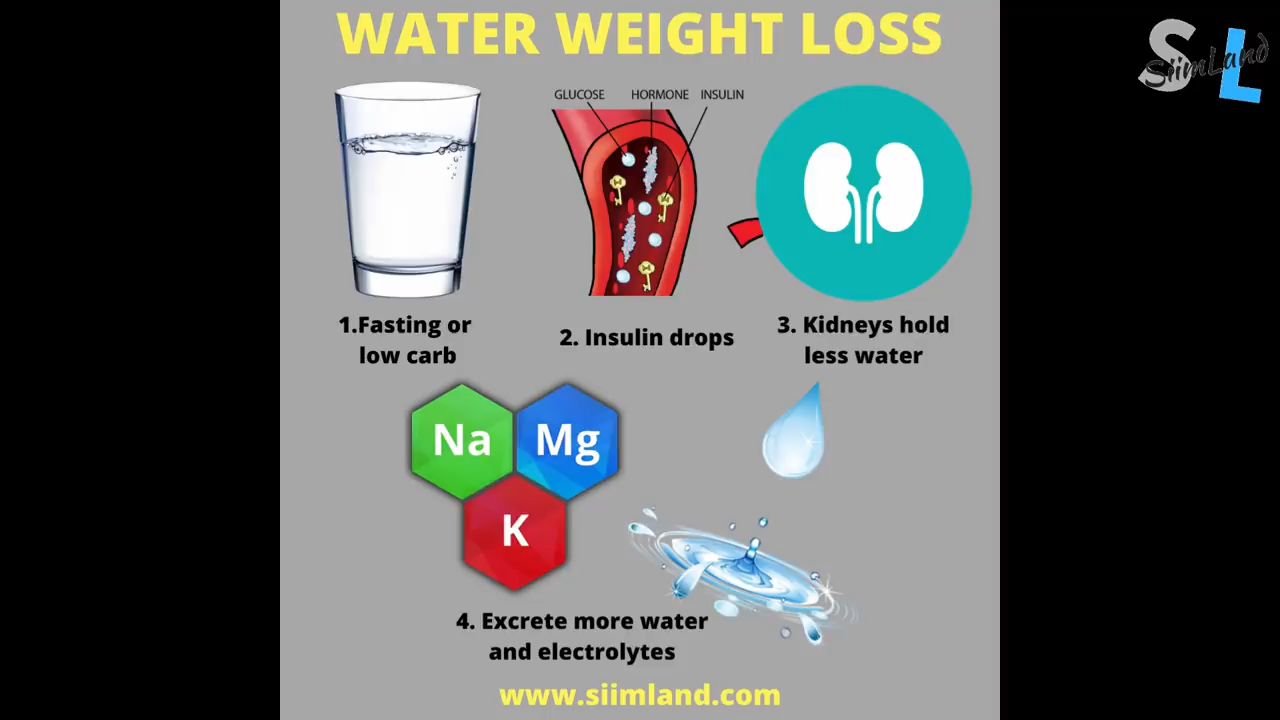 WATER WEIGHT LOSS
SL
SiimLand
GLUCOSE HORMONE INSULIN
1.Fasting or
low carb
2. Insulin drops
3. Kidneys hold
less water
Na Mg
K
4. Excrete more water
and electrolytes
www.siimland.com